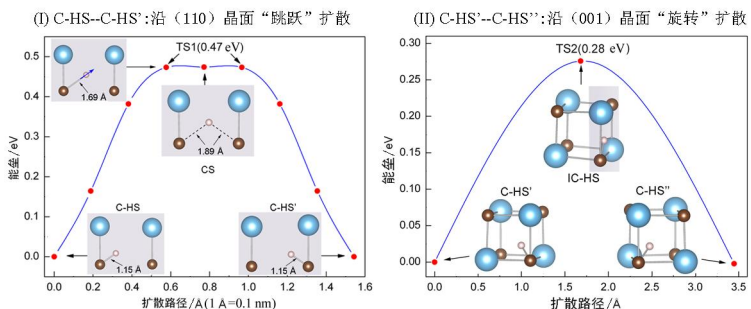 (I) C-HS--C-HS’:沿（110）晶面“跳跃”扩散
(II) C-HS’--C-HS’’:沿（001）晶面“旋转”扩散
TS1(0.47 eV)
0.5
0.4
0.3
0.2
0.1
0.0
能垒/eV
1.69 Å
1.89 Å
CS
C-HS
1.15 Å
C-HS’
1.15 Å
0.0 0.2 0.4 0.6 0.8 1.0 1.2 1.4 1.6
扩散路径/Å(1 Å=0.1 nm)
TS2(0.28 eV)
0.30
0.25
0.20
0.15
0.10
0.05
0.00
能垒/eV
IC-HS
C-HS’
C-HS’’
0.0 0.5 1.0 1.5 2.0 2.5 3.0 3.5
扩散路径/Å